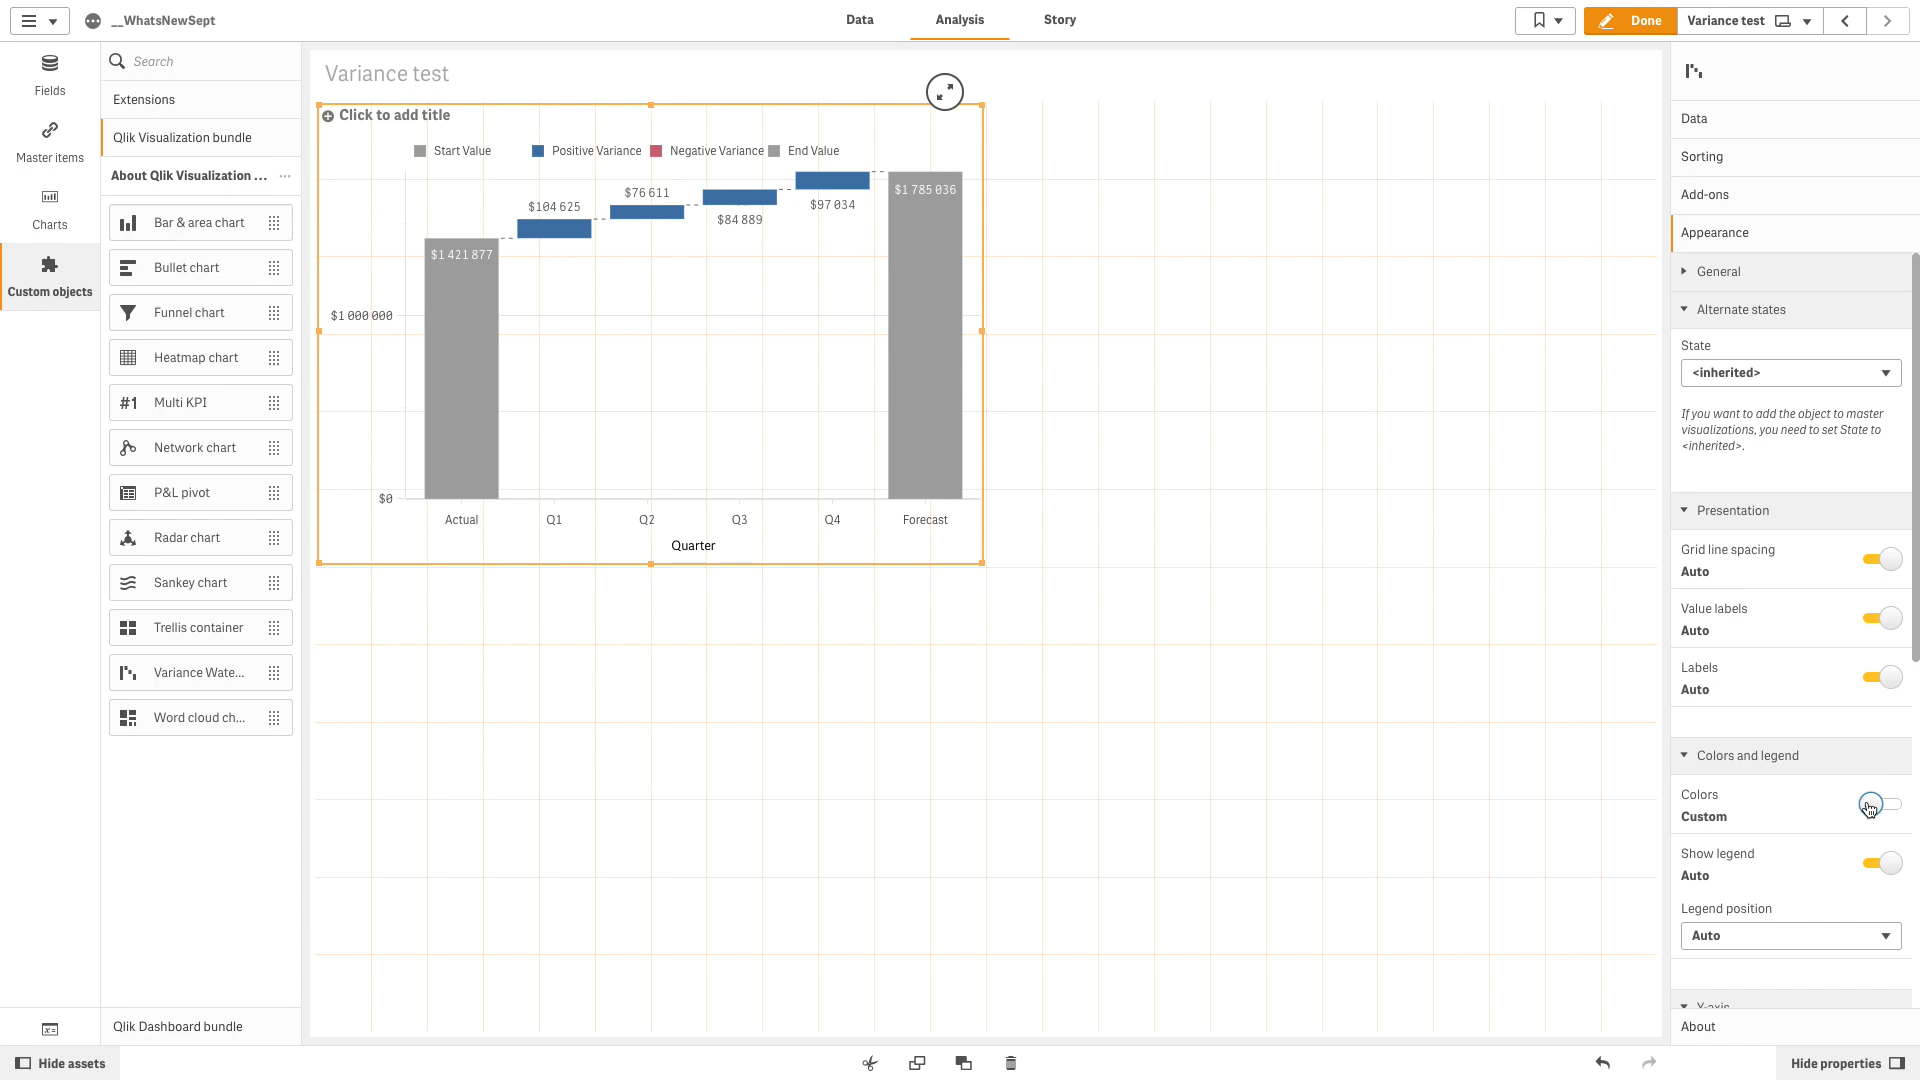 __WhatsNewSept
Data
Analysis
Story
Done
Variance test
Fields
Master items
Charts
Custom objects
Search
Extensions
Qlik Visualization bundle
About Qlik Visualization ...
Bar & area chart
Bullet chart
Funnel chart
Heatmap chart
#1 Multi KPI
Network chart
P&L pivot
Radar chart
Sankey chart
Trellis container
Variance Wate...
Word cloud ch...
Qlik Dashboard bundle
Hide assets
Variance test
Click to add title
Start Value
Positive Variance
Negative Variance
End Value
$1 421 877
$104 625
$76 611
$84 889
$97 034
$1 785 036
$1 000 000
$0
Actual
Q1
Q2
Q3
Q4
Forecast
Quarter
Data
Sorting
Add-ons
Appearance
General
Alternate states
State
<inherited>
If you want to add the object to master
visualizations, you need to set State to
<inherited>.
Presentation
Grid line spacing
Auto
Value labels
Auto
Labels
Auto
Colors and legend
Colors
Custom
Show legend
Auto
Legend position
Auto
Y-axis
About
Hide properties